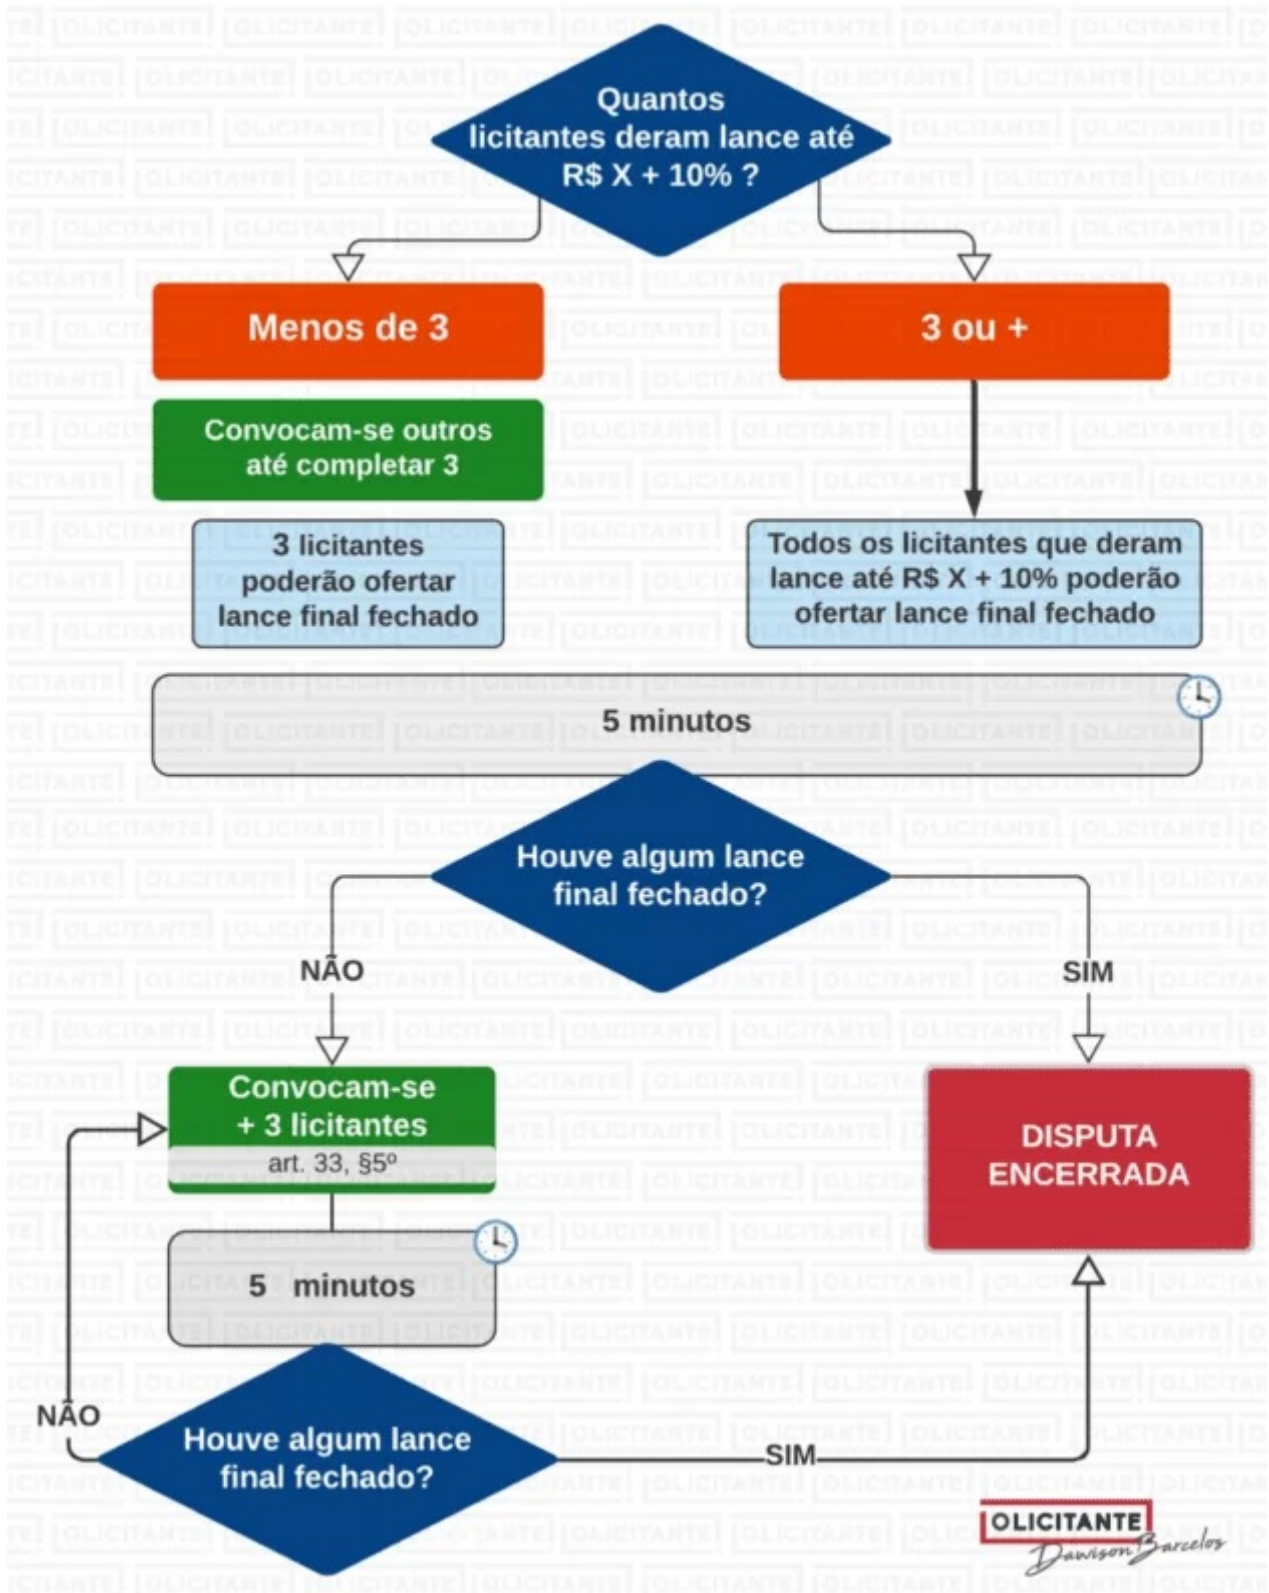 Quantos
licitantes deram lance até
R$ X + 10% ?
Menos de 3
3 ou +
Convocam-se outros
até completar 3
3 licitantes
poderão ofertar
lance final fechado
Todos os licitantes que deram
lance até R$ X + 10% poderão
ofertar lance final fechado
5 minutos
Houve algum lance
final fechado?
NÃO
SIM
Convocam-se
+ 3 licitantes
art. 33, §5º
DISPUTA
ENCERRADA
5 minutos
NÃO
Houve algum lance
final fechado?
SIM
OLICITANTE
Dawison Barcelos